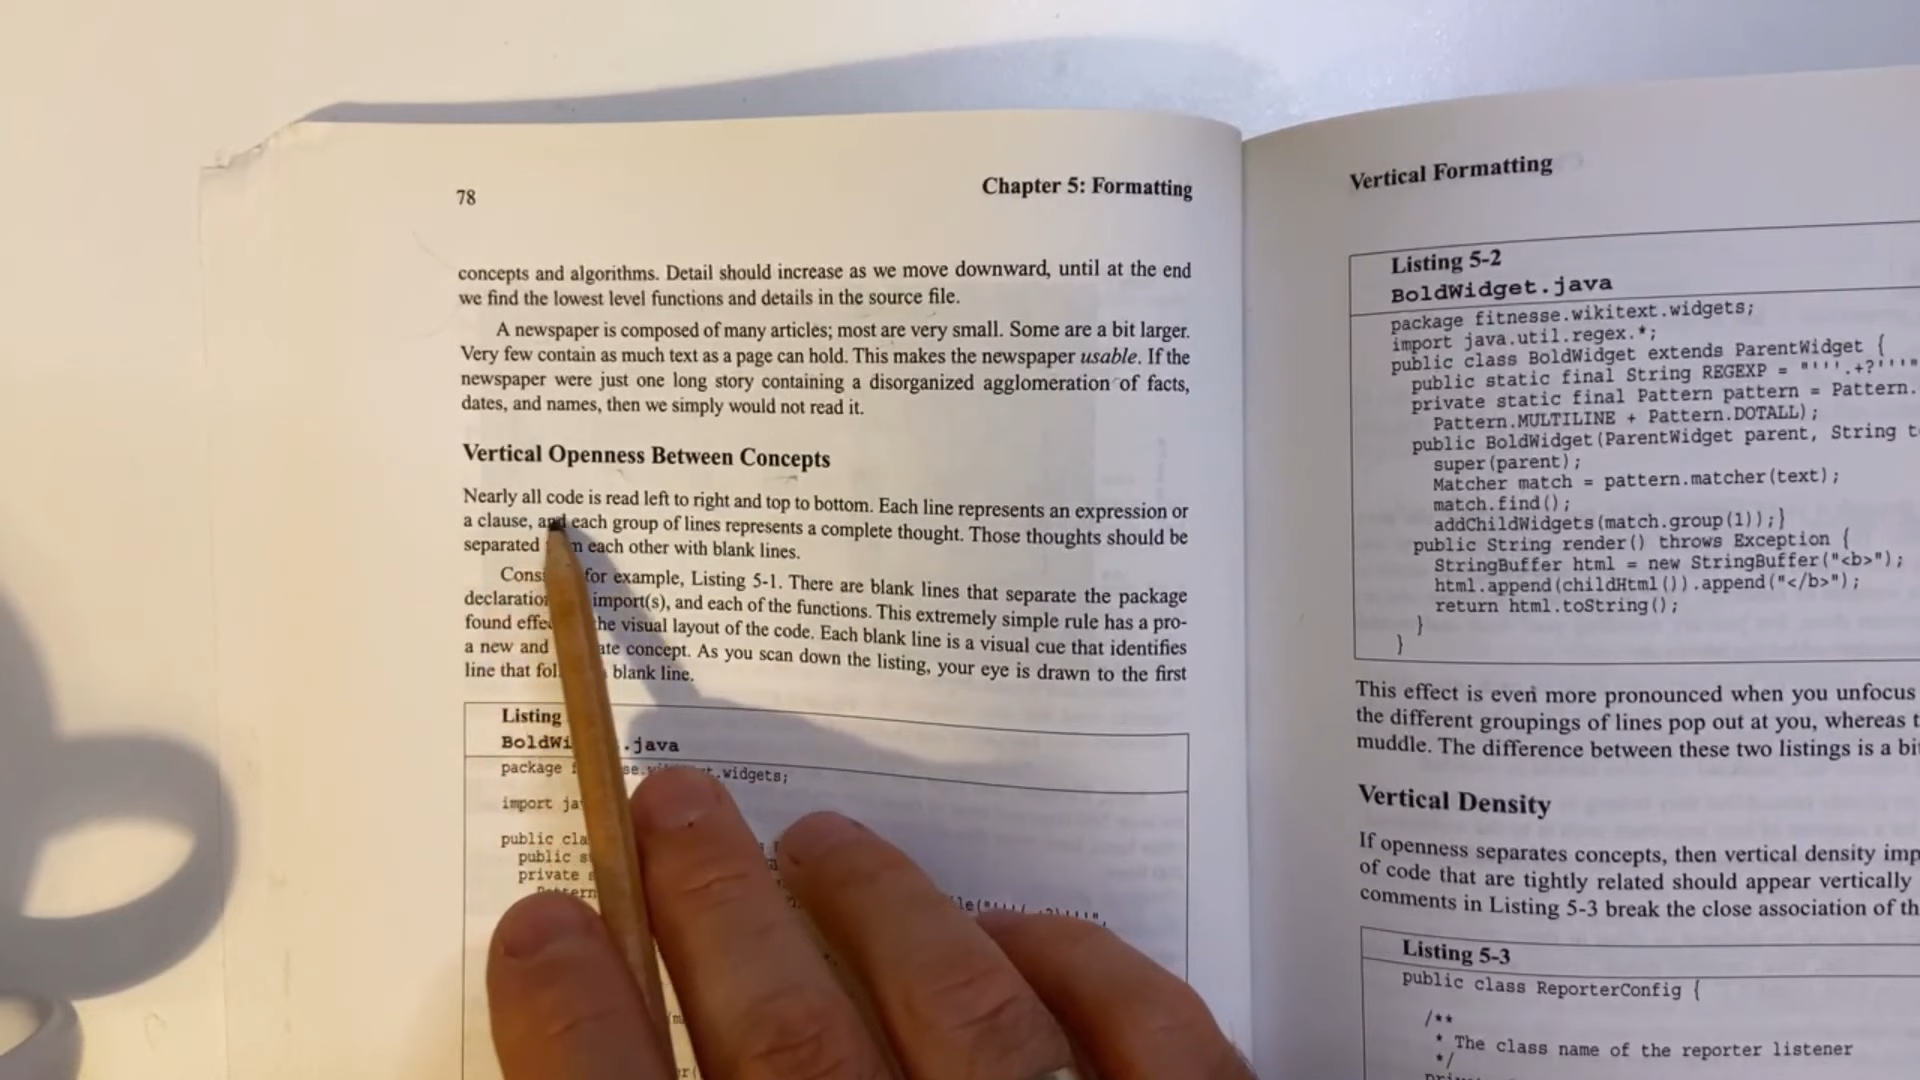 78
Chapter 5: Formatting
concepts and algorithms. Detail should increase as we move downward, until at the end
we find the lowest level functions and details in the source file.
A newspaper is composed of many articles; most are very small. Some are a bit larger.
Very few contain as much text as a page can hold. This makes the newspaper usable. If the
newspaper were just one long story containing a disorganized agglomeration of facts,
dates, and names, then we simply would not read it.
Vertical Openness Between Concepts
Nearly all code is read left to right and top to bottom. Each line represents an expression or
a clause, and each group of lines represents a complete thought. Those thoughts should be
separated each other with blank lines.
for example, Listing 5-1. There are blank lines that separate the package
import(s), and each of the functions. This extremely simple rule has a pro-
found the visual layout of the code. Each blank line is a visual cue that identifies
a new and concept. As you scan down the listing, your eye is drawn to the first
line that blank line.
Listing
.java
package widgets;
import
public
public
private
Vertical Formatting
Listing 5-2
BoldWidget.java
package fitnesse.wikitext.widgets;
import java.util.regex.*;
public class BoldWidget extends ParentWidget {
public static final String REGEXP = "'''.+?'''"
private static final Pattern pattern = Pattern.
Pattern.MULTILINE + Pattern.DOTALL);
public BoldWidget(ParentWidget parent, String
super(parent);
Matcher match = pattern.matcher(text);
match.find();
addChildWidgets(match.group(1));}
public String render() throws Exception {
StringBuffer html = new StringBuffer("<b>");
html.append(childHtml()).append("</b>");
return html.toString();
}
}
This effect is even more pronounced when you unfocus
the different groupings of lines pop out at you, whereas
muddle. The difference between these two listings is a
Vertical Density
If openness separates concepts, then vertical density
of code that are tightly related should appear vertically
comments in Listing 5-3 break the close association of
Listing 5-3
public class ReporterConfig {
/**
* The class name of the reporter listener
*/